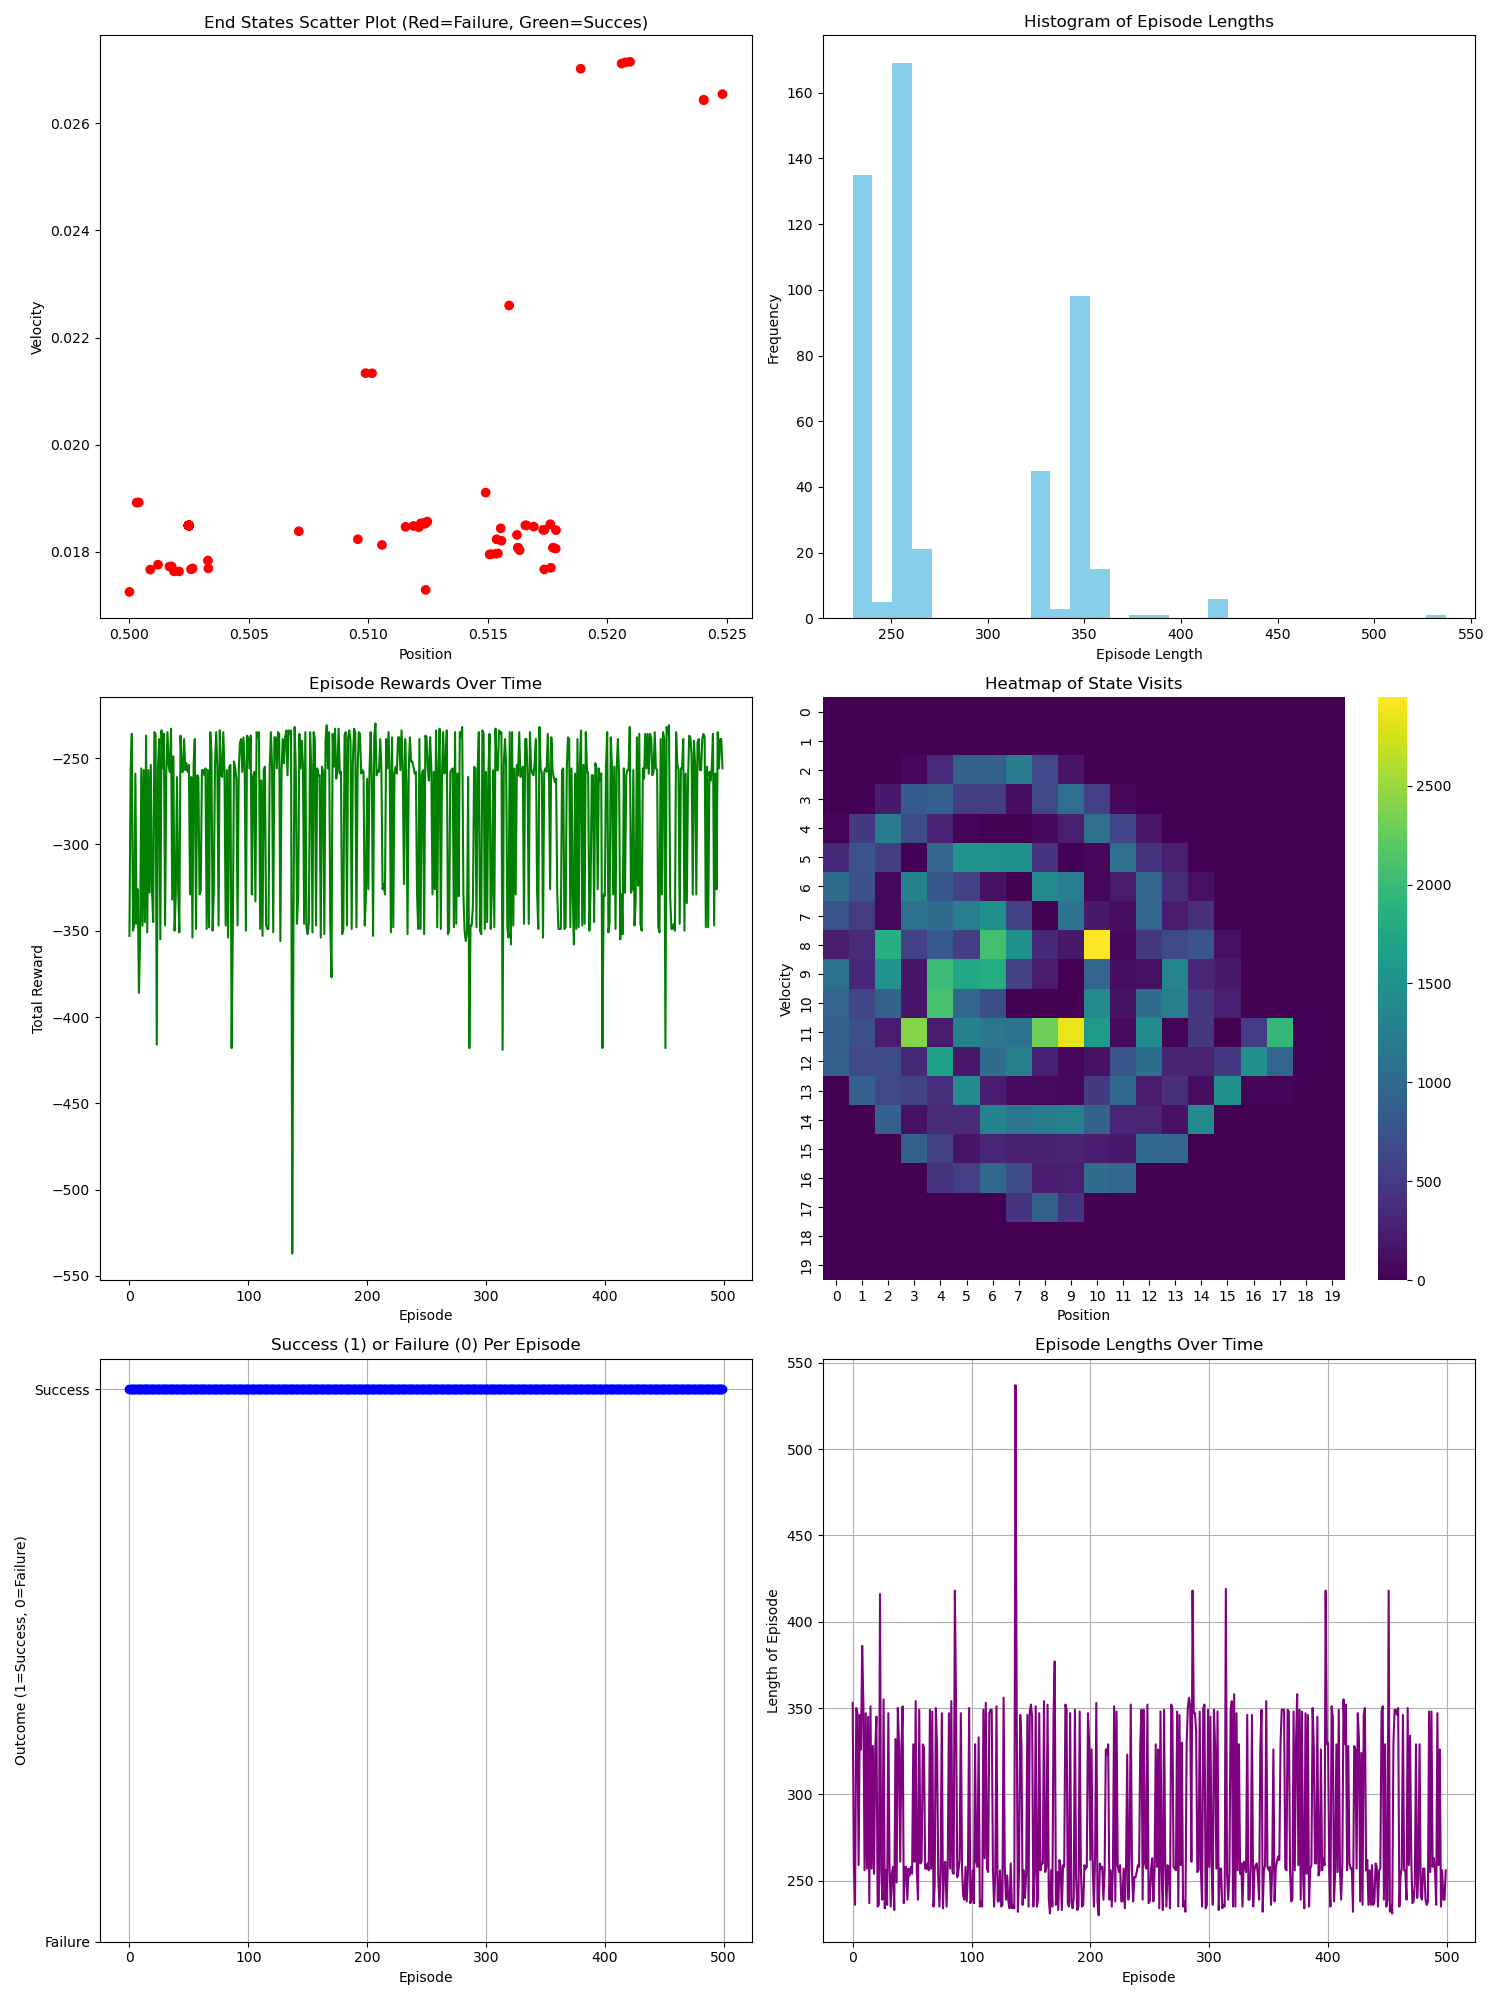 End States Scatter Plot (Red=Failure, Green=Succes)
Velocity
0.026
0.024
0.022
0.020
0.018
0.500 0.505 0.510 0.515 0.520 0.525
Position
Histogram of Episode Lengths
Frequency
160
140
120
100
80
60
40
20
0
250 300 350 400 450 500 550
Episode Length
Episode Rewards Over Time
Total Reward
−250
−300
−350
−400
−450
−500
−550
0 100 200 300 400 500
Episode
Heatmap of State Visits
Velocity
0
1
2
3
4
5
6
7
8
9
10
11
12
13
14
15
16
17
18
19
0 1 2 3 4 5 6 7 8 9 10 11 12 13 14 15 16 17 18 19
Position
2500
2000
1500
1000
500
0
Success (1) or Failure (0) Per Episode
Outcome (1=Success, 0=Failure)
Success
Failure
0 100 200 300 400 500
Episode
Episode Lengths Over Time
Length of Episode
550
500
450
400
350
300
250
0 100 200 300 400 500
Episode